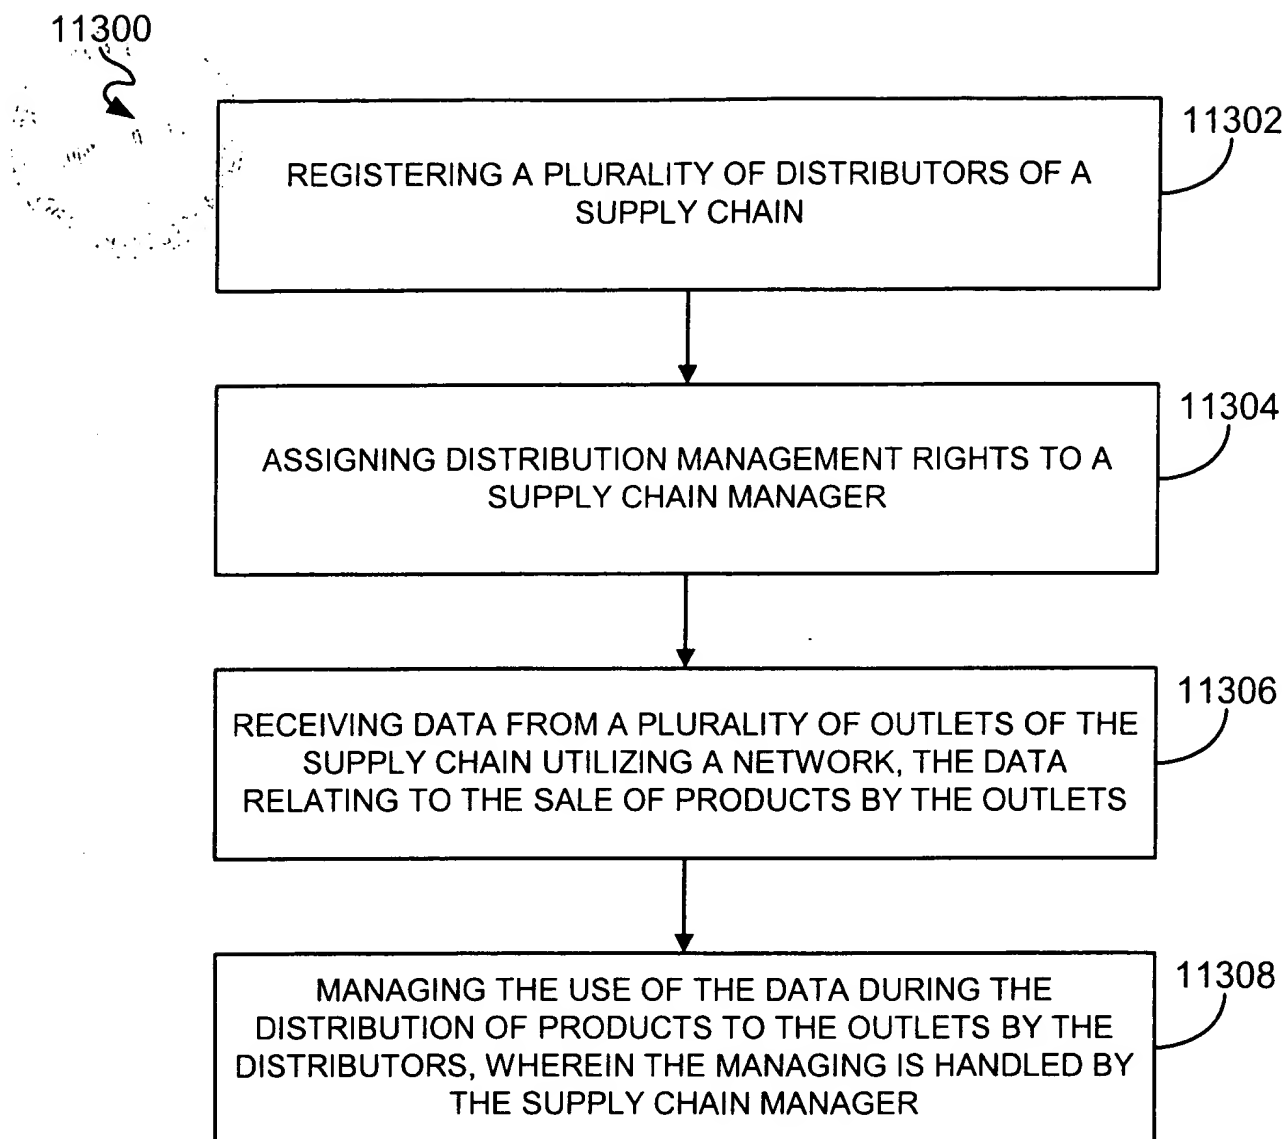 11300
11302
REGISTERING A PLURALITY OF DISTRIBUTORS OF A
SUPPLY CHAIN
11304
ASSIGNING DISTRIBUTION MANAGEMENT RIGHTS TO A
SUPPLY CHAIN MANAGER
11306
RECEIVING DATA FROM A PLURALITY OF OUTLETS OF THE
SUPPLY CHAIN UTILIZING A NETWORK, THE DATA
RELATING TO THE SALE OF PRODUCTS BY THE OUTLETS
11308
MANAGING THE USE OF THE DATA DURING THE
DISTRIBUTION OF PRODUCTS TO THE OUTLETS BY THE
DISTRIBUTORS, WHEREIN THE MANAGING IS HANDLED BY
THE SUPPLY CHAIN MANAGER